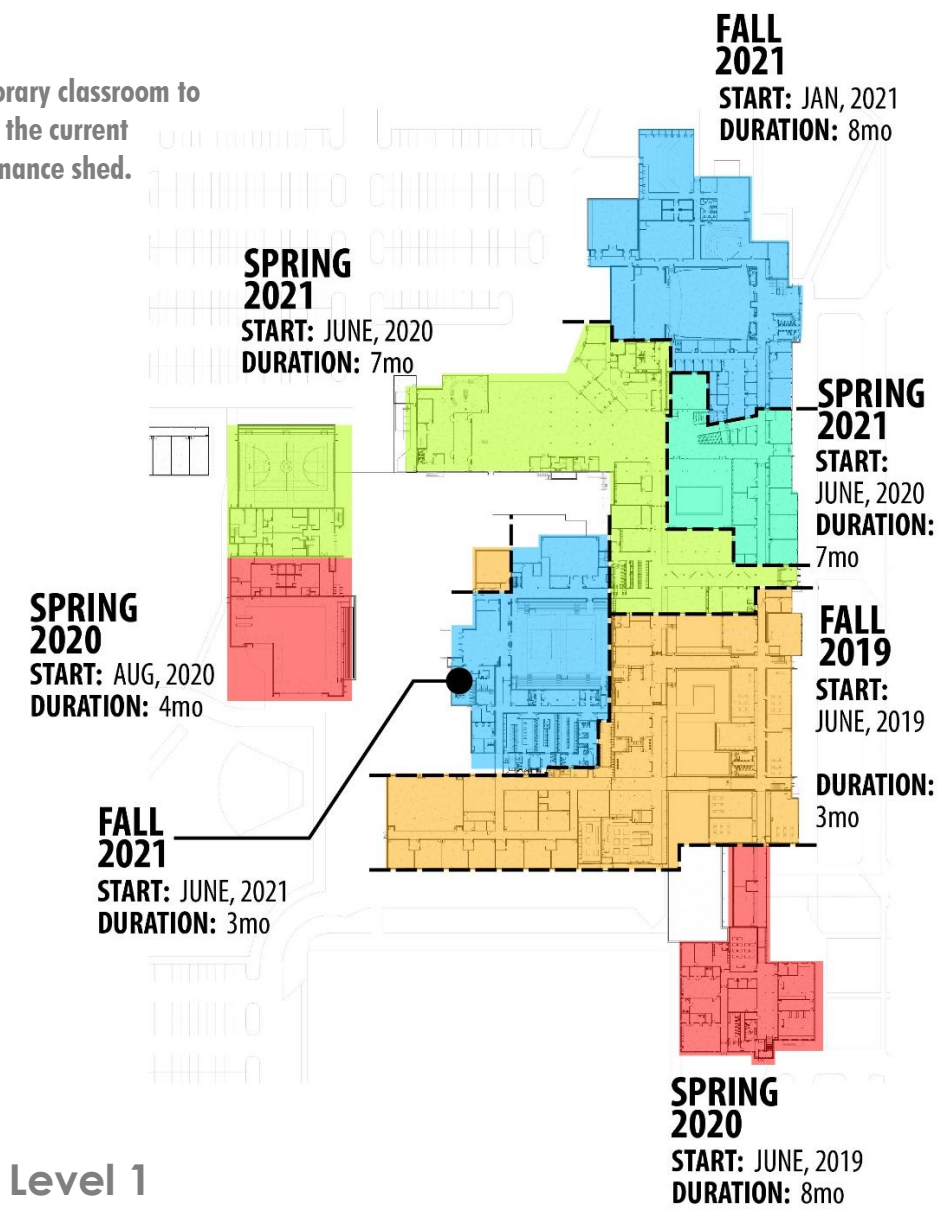 orary classroom to
the current
nance shed.
FALL
2021
START: JAN, 2021
DURATION: 8mo
SPRING
2021
START: JUNE, 2020
DURATION: 7mo
SPRING
2021
START:
JUNE, 2020
DURATION:
7mo
SPRING
2020
START: AUG, 2020
DURATION: 4mo
FALL
2019
START:
JUNE, 2019
DURATION:
3mo
FALL
2021
START: JUNE, 2021
DURATION: 3mo
SPRING
2020
START: JUNE, 2019
DURATION: 8mo
Level 1